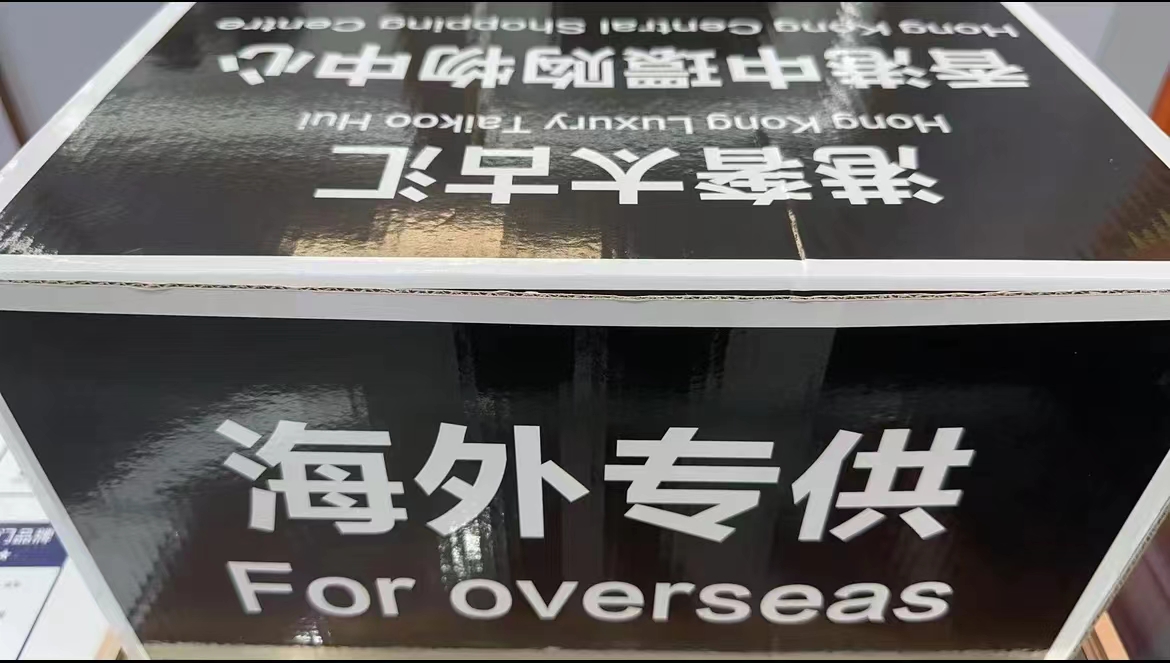 港奢太古汇
Hong Kong Luxury Taikoo Hui
香港中環购物中心
Hong Kong Central Shopping Centre
海外专供
For overseas